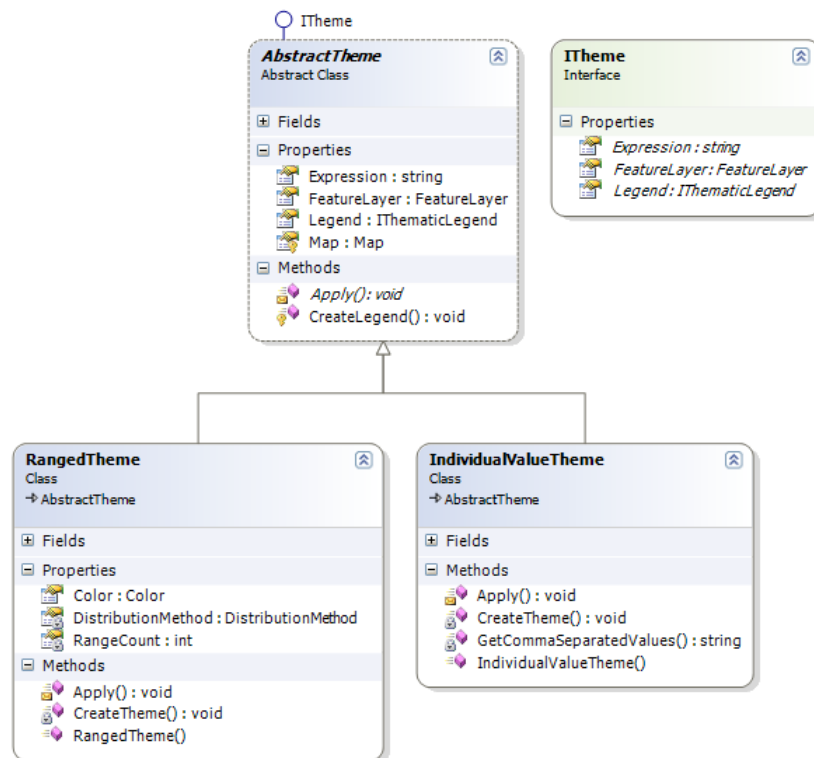 ITheme
AbstractTheme
Abstract Class
Fields
Properties
Expression : string
FeatureLayer : FeatureLayer
Legend : IThematicLegend
Map : Map
Methods
Apply() : void
CreateLegend() : void
ITheme
Interface
Properties
Expression : string
FeatureLayer : FeatureLayer
Legend : IThematicLegend
RangedTheme
Class
AbstractTheme
Fields
Properties
Color : Color
DistributionMethod : DistributionMethod
RangeCount : int
Methods
Apply() : void
CreateTheme() : void
RangedTheme()
IndividualValueTheme
Class
AbstractTheme
Fields
Methods
Apply() : void
CreateTheme() : void
GetCommaSeparatedValues() : string
IndividualValueTheme()